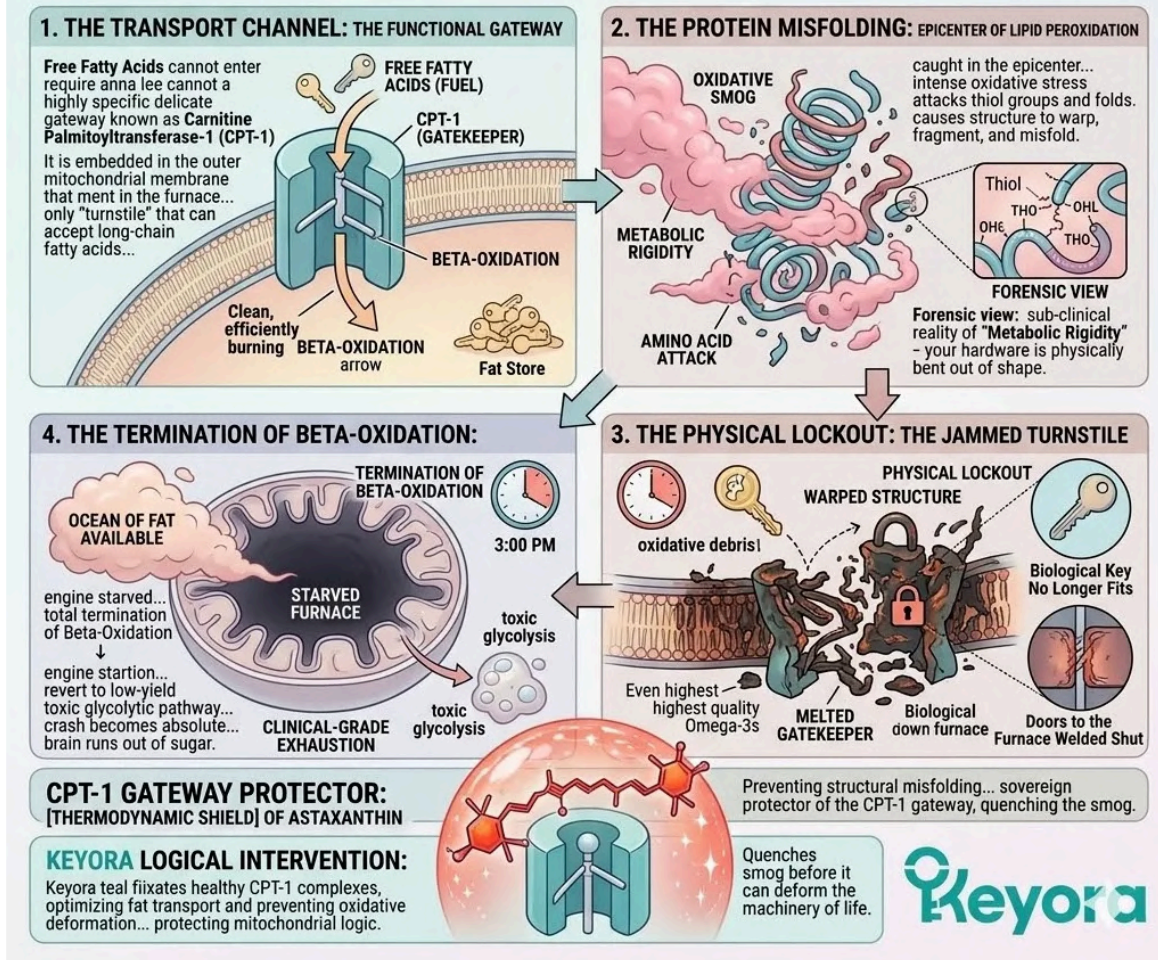 1. THE TRANSPORT CHANNEL: THE FUNCTIONAL GATEWAY
Free Fatty Acids cannot enter
require anna lee cannot a
highly specific delicate
gateway known as Carnitine
Palmitoyltransferase-1 (CPT-1)
It is embedded in the outer
mitochondrial membrane
that ment in the furnace...
only "turnstile" that can
accept long-chain
fatty acids...
FREE FATTY
ACIDS (FUEL)
CPT-1
(GATEKEEPER)
BETA-OXIDATION
Clean,
efficiently
burning
BETA-OXIDATION
arrow
Fat Store
2. THE PROTEIN MISFOLDING: EPICENTER OF LIPID PEROXIDATION
OXIDATIVE
SMOG
caught in the epicenter...
intense oxidative stress
attacks thiol groups and folds.
causes structure to warp,
fragment, and misfold.
METABOLIC
RIGIDITY
AMINO ACID
ATTACK
Thiol
THO
OHL
OHE
THO
FORENSIC VIEW
Forensic view: sub-clinical
reality of "Metabolic Rigidity"
- your hardware is physically
bent out of shape.
4. THE TERMINATION OF BETA-OXIDATION:
TERMINATION OF
BETA-OXIDATION
3:00 PM
OCEAN OF FAT
AVAILABLE
STARVED
FURNACE
engine starved...
total termination
of Beta-Oxidation
↓
engine startion...
revert to low-yield
toxic glycolytic pathway...
crash becomes absolute...
brain runs out of sugar.
CLINICAL-GRADE
EXHAUSTION
toxic
glycolysis
toxic
glycolysis
3. THE PHYSICAL LOCKOUT: THE JAMMED TURNSTILE
PHYSICAL LOCKOUT
WARPED STRUCTURE
oxidative debris!
Biological Key
No Longer Fits
Even highest
highest quality
Omega-3s
MELTED
GATEKEEPER
Biological
down furnace
Doors to the
Furnace Welded Shut
CPT-1 GATEWAY PROTECTOR:
[THERMODYNAMIC SHIELD] OF ASTAXANTHIN
Preventing structural misfolding... sovereign
protector of the CPT-1 gateway, quenching the smog.
KEYORA LOGICAL INTERVENTION:
Keyora teal fiixates healthy CPT-1 complexes,
optimizing fat transport and preventing oxidative
deformation... protecting mitochondrial logic.
Quenches
smog before it
can deform the
machinery of life.
Keyora